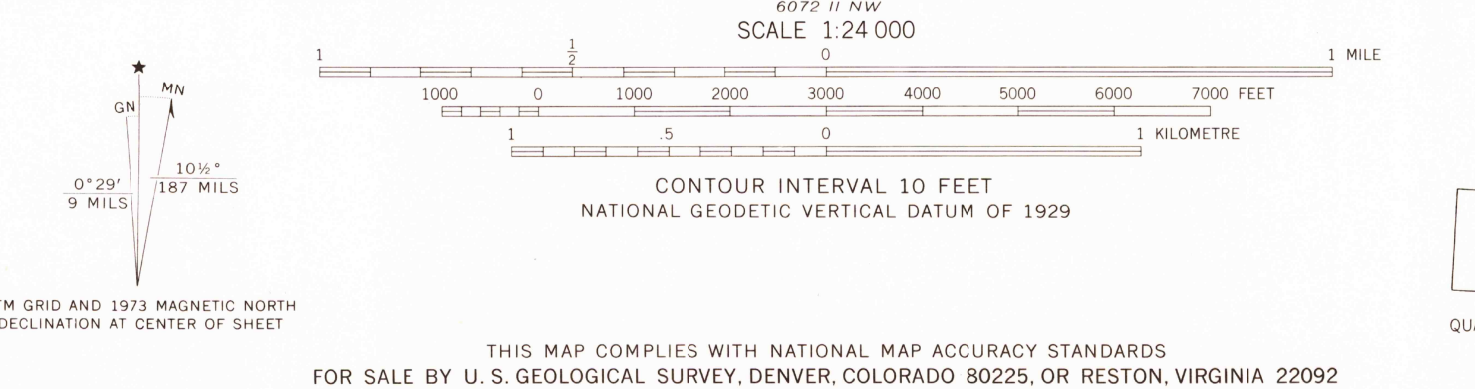 6072 II NW
SCALE 1:24 000
1 1/2 0 1 MILE
1000 0 1000 2000 3000 4000 5000 6000 7000 FEET
1 .5 0 1 KILOMETRE
CONTOUR INTERVAL 10 FEET
NATIONAL GEODETIC VERTICAL DATUM OF 1929
★
GN
MN
0°29′
9 MILS
10½°
187 MILS
TM GRID AND 1973 MAGNETIC NORTH
DECLINATION AT CENTER OF SHEET
THIS MAP COMPLIES WITH NATIONAL MAP ACCURACY STANDARDS
FOR SALE BY U. S. GEOLOGICAL SURVEY, DENVER, COLORADO 80225, OR RESTON, VIRGINIA 22092